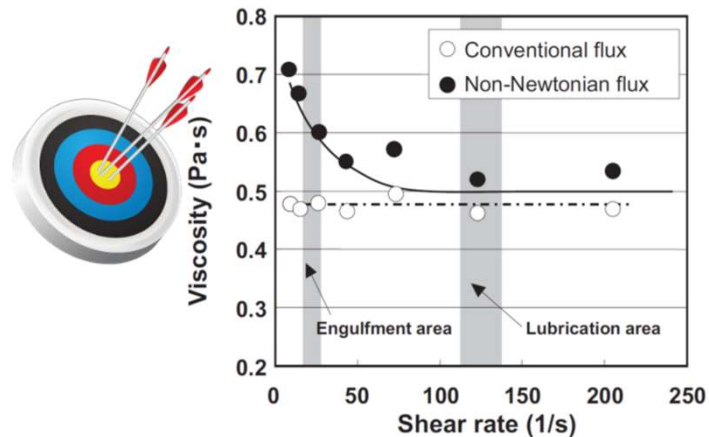 0.8
0.7
0.6
0.5
0.4
0.3
0.2
Viscosity (Pa·s)
Conventional flux
Non-Newtonian flux
Engulfment area
Lubrication area
0 50 100 150 200 250
Shear rate (1/s)